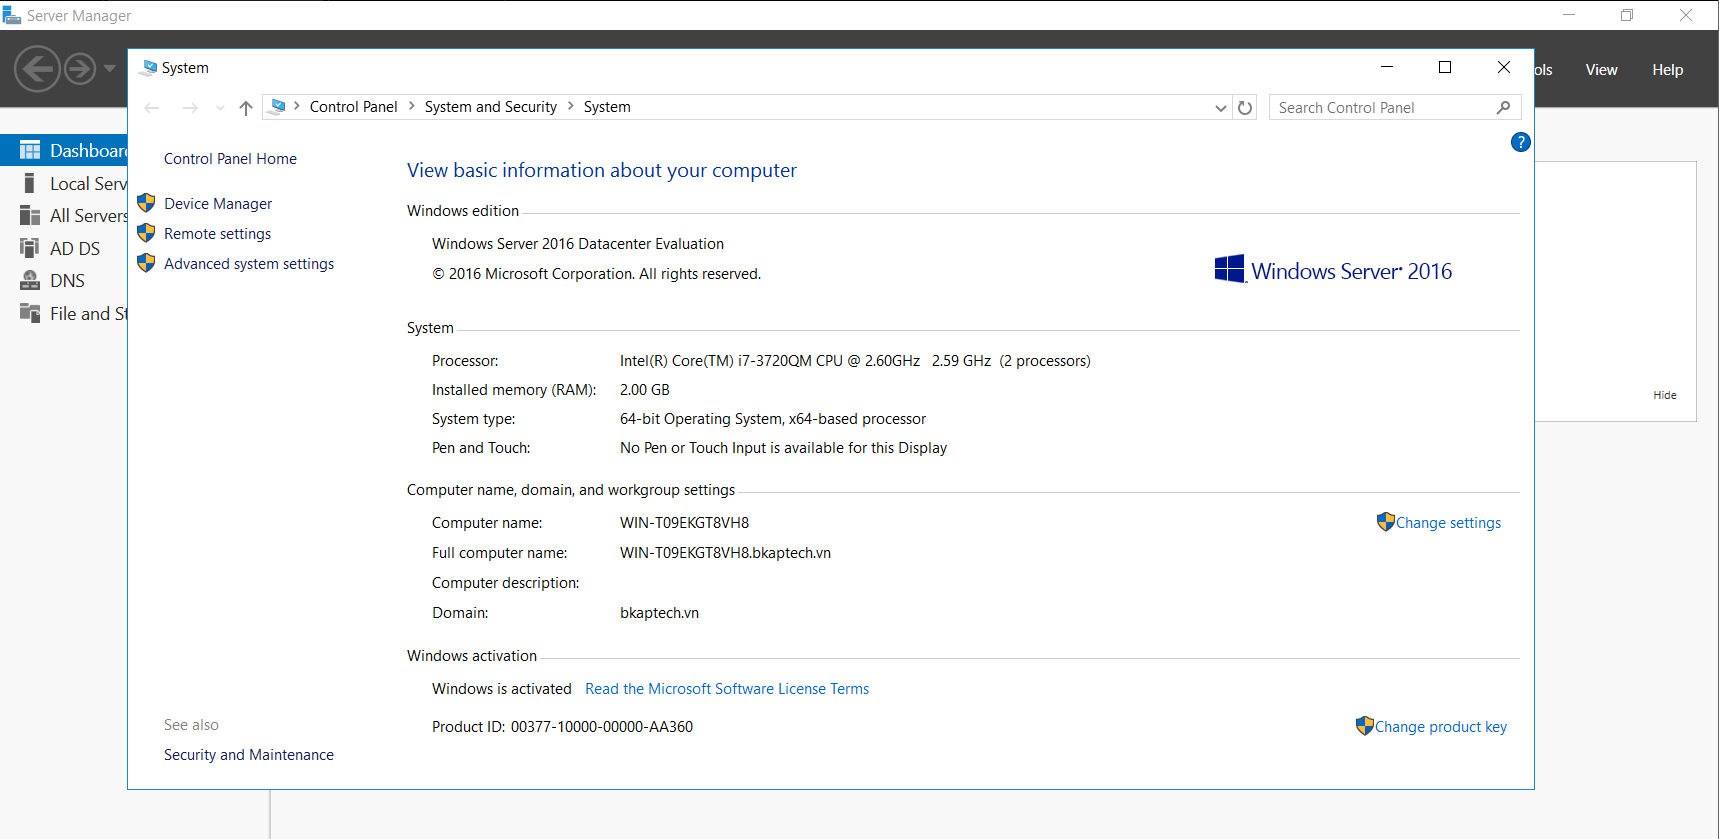 Server Manager
ols View Help
System
Control Panel > System and Security > System
Search Control Panel
Dashboard
Local Serv
All Servers
AD DS
DNS
File and St
Control Panel Home
Device Manager
Remote settings
Advanced system settings
See also
Security and Maintenance
?
View basic information about your computer
Windows edition
Windows Server 2016 Datacenter Evaluation
© 2016 Microsoft Corporation. All rights reserved.
Windows Server 2016
System
Processor: Intel(R) Core(TM) i7-3720QM CPU @ 2.60GHz 2.59 GHz (2 processors)
Installed memory (RAM): 2.00 GB
System type: 64-bit Operating System, x64-based processor
Pen and Touch: No Pen or Touch Input is available for this Display
Computer name, domain, and workgroup settings
Computer name: WIN-T09EKGT8VH8
Change settings
Full computer name: WIN-T09EKGT8VH8.bkaptech.vn
Computer description:
Domain: bkaptech.vn
Windows activation
Windows is activated Read the Microsoft Software License Terms
Product ID: 00377-10000-00000-AA360
Change product key
Hide